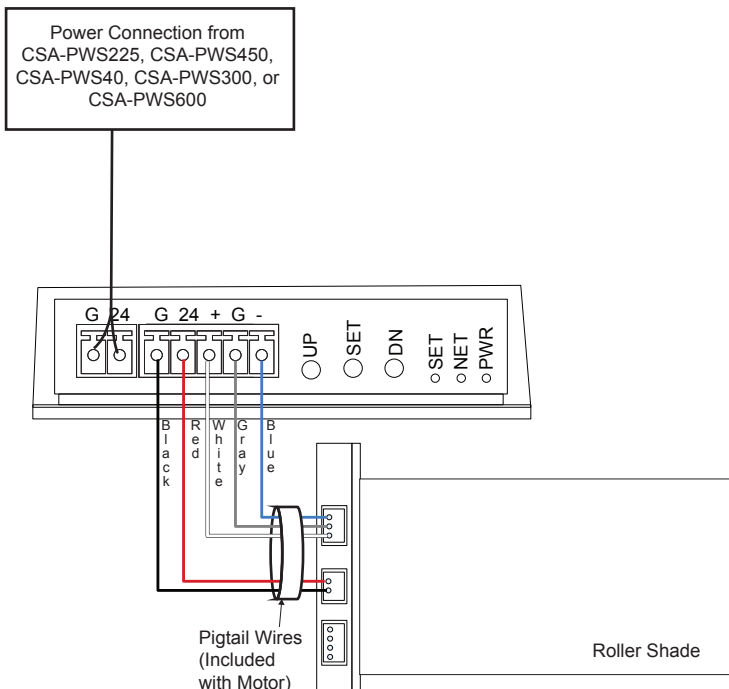 Power Connection from
CSA-PWS225, CSA-PWS450,
CSA-PWS40, CSA-PWS300, or
CSA-PWS600
G 24 G 24 + G -
UP
SET
DN
SET
NET
PWR
Black
Red
White
Gray
Blue
Pigtail Wires
(Included
with Motor)
Roller Shade